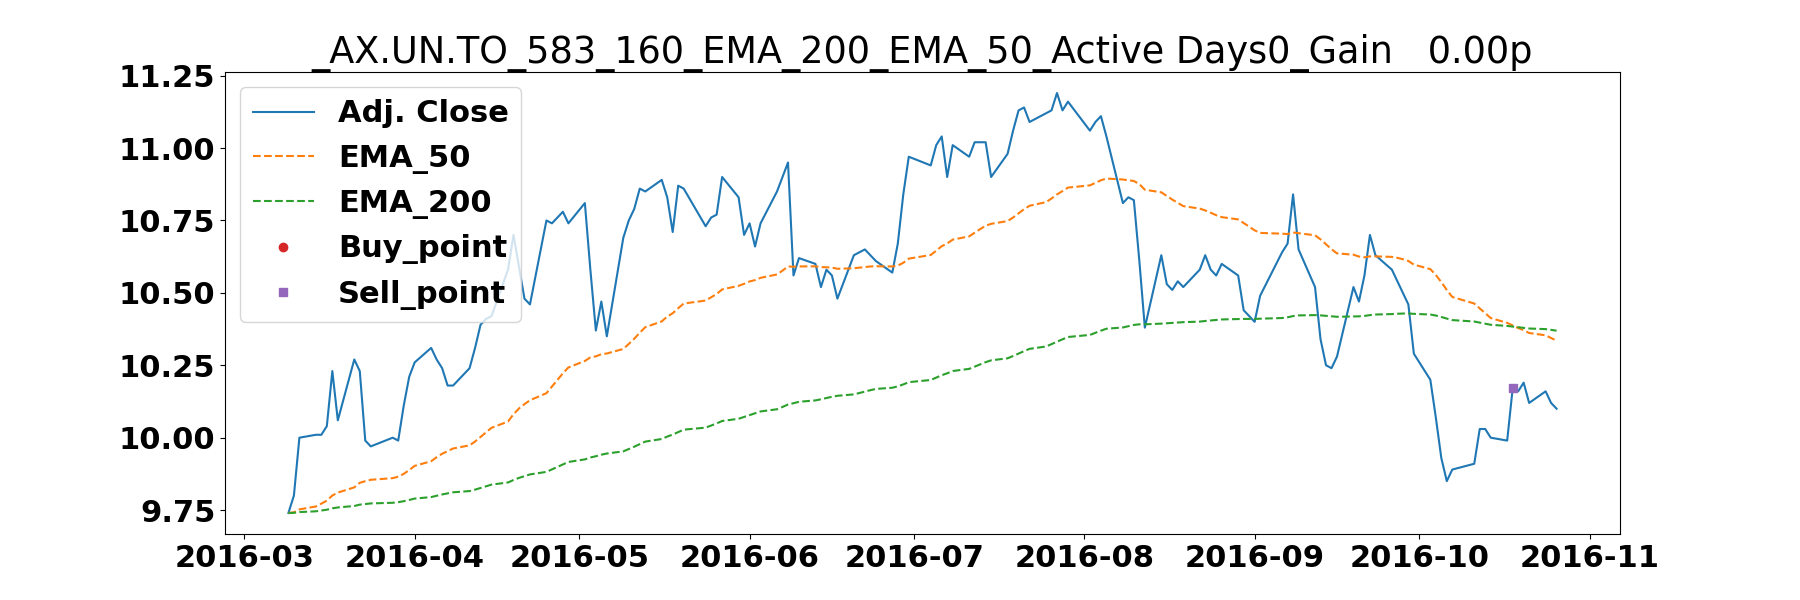 _AX.UN.TO_583_160_EMA_200_EMA_50_Active Days0_Gain   0.00p
11.25
11.00
10.75
10.50
10.25
10.00
9.75
Adj. Close
EMA_50
EMA_200
Buy_point
Sell_point
2016-03 2016-04 2016-05 2016-06 2016-07 2016-08 2016-09 2016-10 2016-11